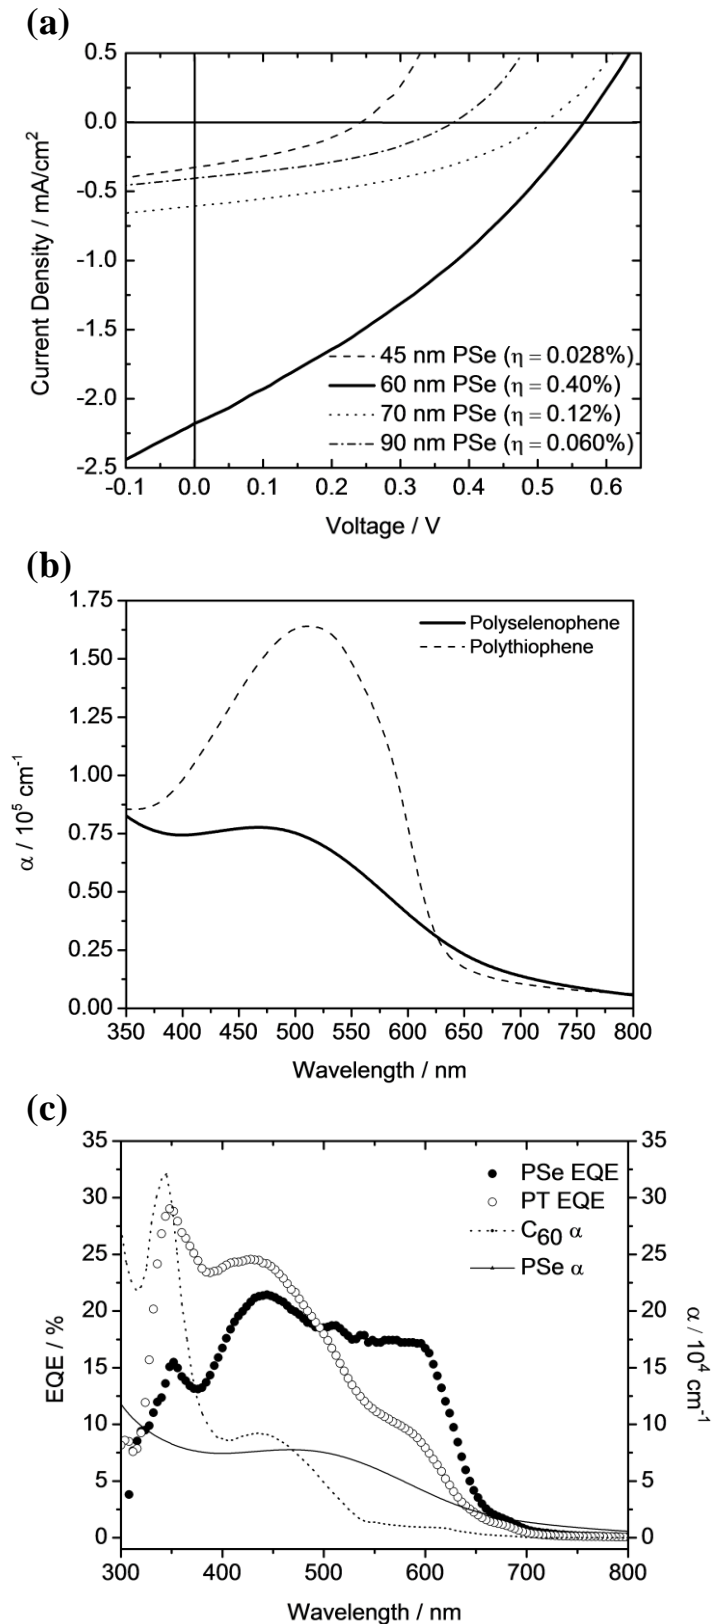 (a)
0.5
0.0
-0.5
-1.0
-1.5
-2.0
-2.5
Current Density / mA/cm²
45 nm PSe (η = 0.028%)
60 nm PSe (η = 0.40%)
70 nm PSe (η = 0.12%)
90 nm PSe (η = 0.060%)
-0.1 0.0 0.1 0.2 0.3 0.4 0.5 0.6
Voltage / V
(b)
1.75
1.50
1.25
1.00
0.75
0.50
0.25
0.00
α / 10⁵ cm⁻¹
Polyselenophene
Polythiophene
350 400 450 500 550 600 650 700 750 800
Wavelength / nm
(c)
35
30
25
20
15
10
5
0
EQE / %
PSe EQE
PT EQE
C₆₀ α
PSe α
35
30
25
20
15
10
5
0
α / 10⁴ cm⁻¹
300 400 500 600 700 800
Wavelength / nm